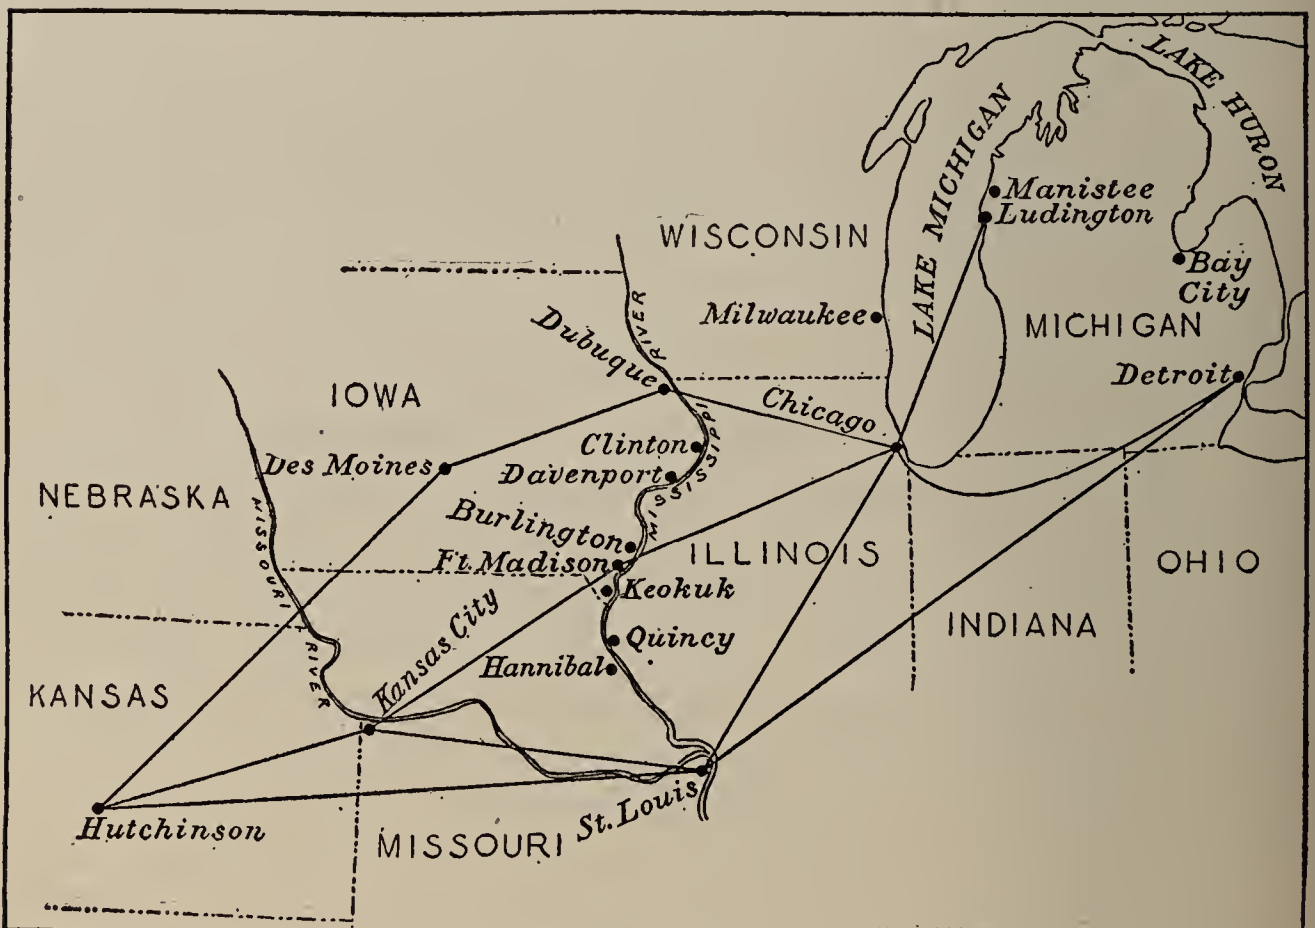 LAKE HURON
LAKE MICHIGAN
Manistee
Ludington
WISCONSIN
Bay
City
Milwaukee
MICHIGAN
RIVER
Dubuque
Detroit
IOWA
Chicago
MISSISSIPPI
Clinton
Davenport
Des Moines
NEBRASKA
MISSOURI
Burlington
Ft. Madison
ILLINOIS
OHIO
Keokuk
Kansas City
INDIANA
Quincy
Hannibal
RIVER
KANSAS
Hutchinson
MISSOURI
St. Louis